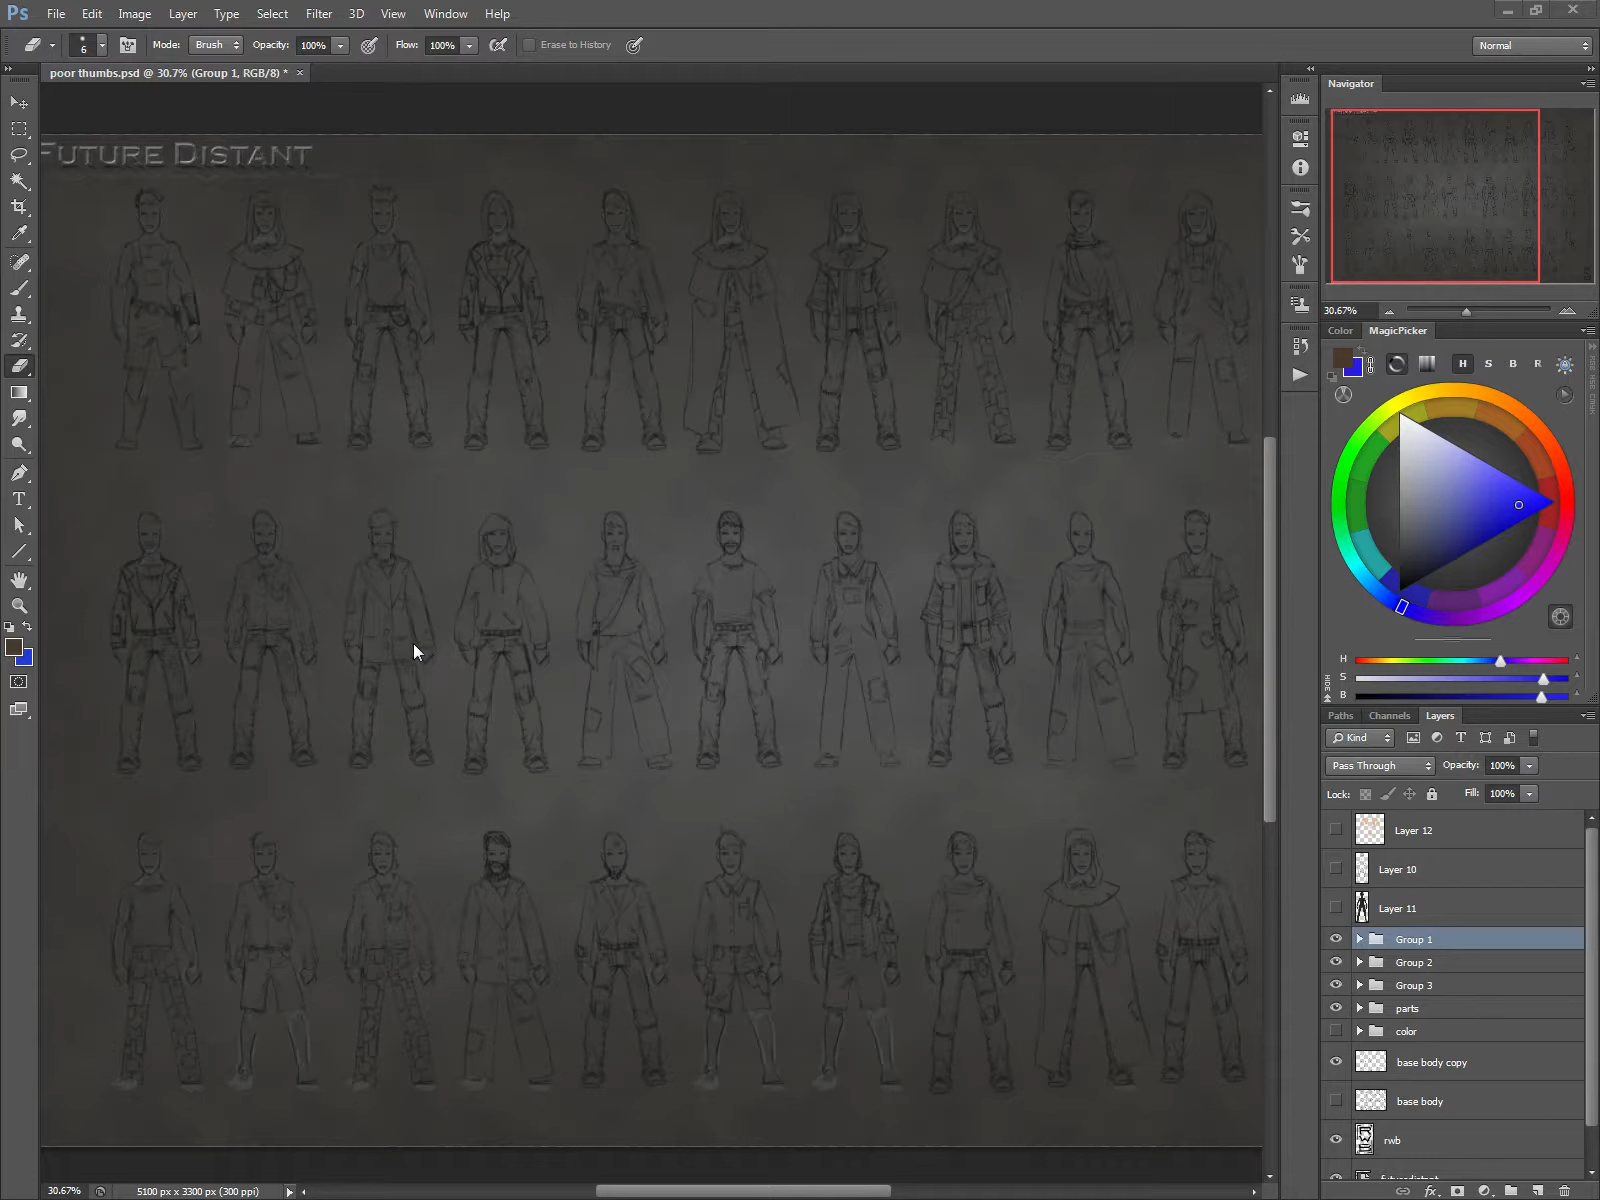 Ps File Edit Image Layer Type Select Filter 3D View Window Help
6 Mode: Brush Opacity: 100% Flow: 100% Erase to History Normal
poor thumbs.psd @ 30.7% (Group 1, RGB/8) * ×
Navigator
FUTURE DISTANT
30.67%
Color MagicPicker
H S B R
H
S
B
HIDE
Paths Channels Layers
Kind
Pass Through Opacity: 100%
Lock: Fill: 100%
Layer 12
Layer 10
Layer 11
Group 1
Group 2
Group 3
parts
color
base body copy
base body
rwb
futuredistant
30.67% 5100 px x 3300 px (300 ppi)
fx